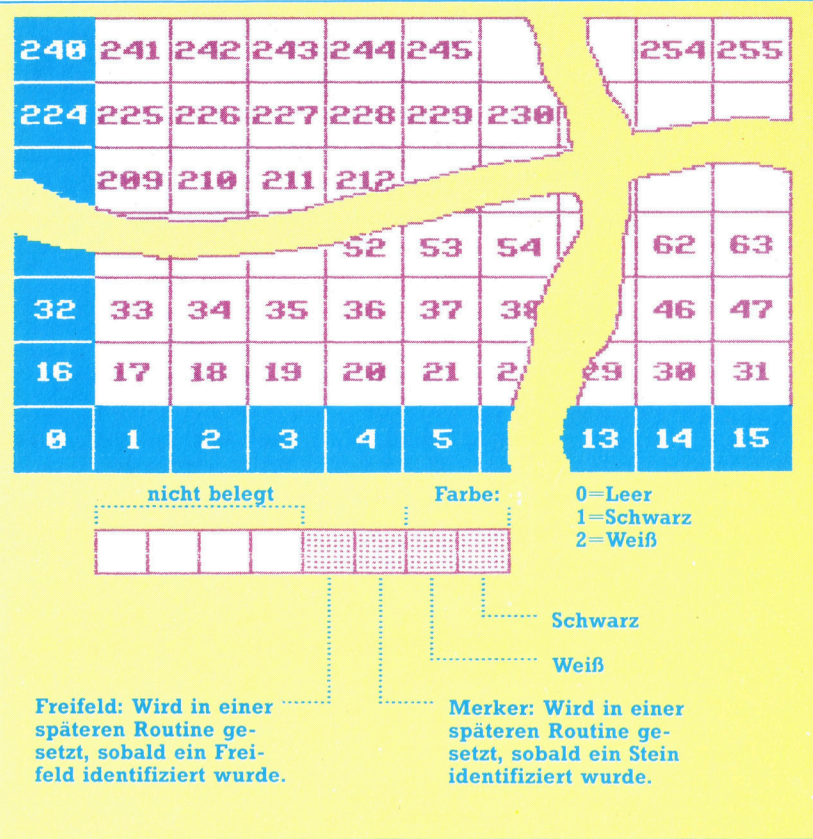 240 241 242 243 244 245 254 255
224 225 226 227 228 229 230
209 210 211 212
52 53 54 62 63
32 33 34 35 36 37 38 46 47
16 17 18 19 20 21 29 30 31
0 1 2 3 4 5 13 14 15
nicht belegt Farbe: 0=Leer
1=Schwarz
2=Weiß
Schwarz
Weiß
Freifeld: Wird in einer
späteren Routine ge-
setzt, sobald ein Frei-
feld identifiziert wurde.
Merker: Wird in einer
späteren Routine ge-
setzt, sobald ein Stein
identifiziert wurde.